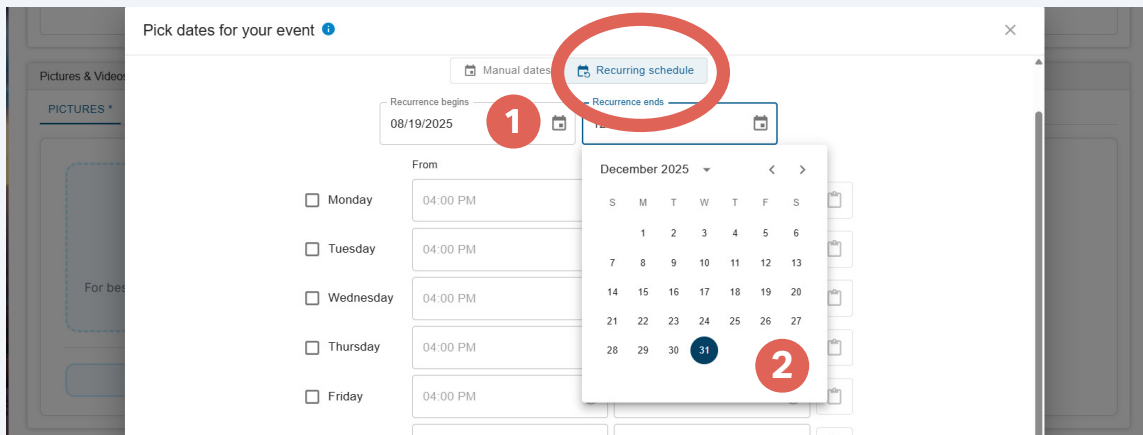 Pick dates for your event
Pictures & Videos
PICTURES *
Manual dates
Recurring schedule
Recurrence begins
Recurrence ends
08/19/2025
1
12
From
December 2025
S M T W T F S
1 2 3 4 5 6
7 8 9 10 11 12 13
14 15 16 17 18 19 20
21 22 23 24 25 26 27
28 29 30 31
2
Monday 04:00 PM
Tuesday 04:00 PM
Wednesday 04:00 PM
Thursday 04:00 PM
Friday 04:00 PM
For bes